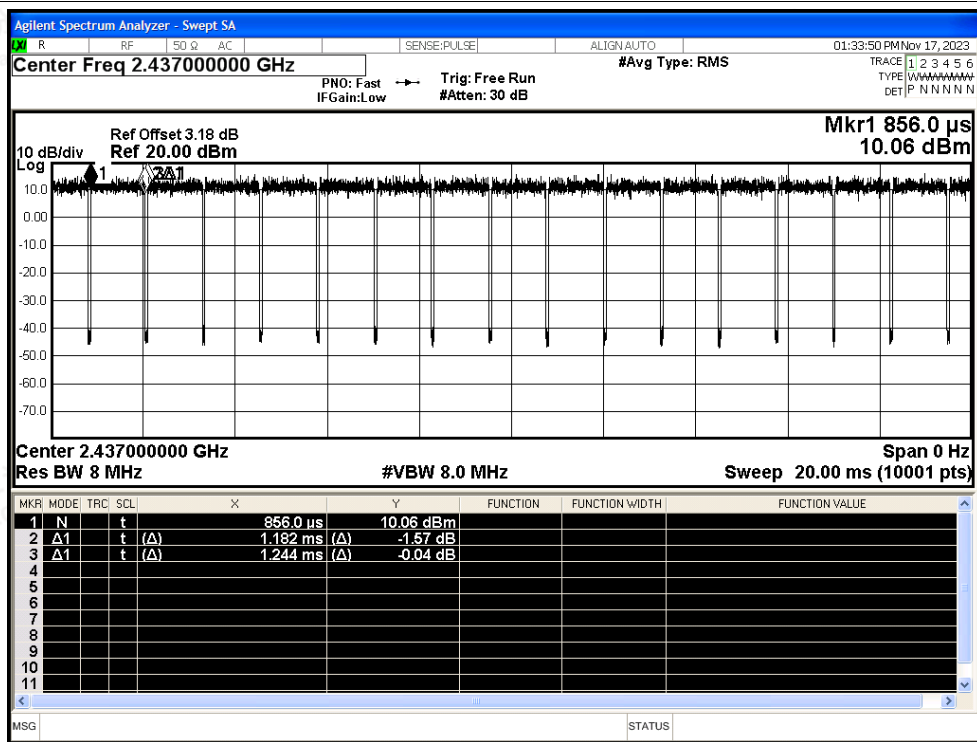 Agilent Spectrum Analyzer - Swept SA
LXI R RF 50 Ω AC SENSE:PULSE ALIGN AUTO 01:33:50 PM Nov 17, 2023
Center Freq 2.437000000 GHz #Avg Type: RMS TRACE 1 2 3 4 5 6
PNO: Fast Trig: Free Run TYPE
IFGain:Low #Atten: 30 dB DET P N N N N N
Mkr1 856.0 µs
Ref Offset 3.18 dB
10 dB/div Ref 20.00 dBm 10.06 dBm
Log
1 3Δ1
10.0
0.00
-10.0
-20.0
-30.0
-40.0
-50.0
-60.0
-70.0
Center 2.437000000 GHz Span 0 Hz
Res BW 8 MHz #VBW 8.0 MHz Sweep 20.00 ms (10001 pts)
MKR MODE TRC SCL X Y FUNCTION FUNCTION WIDTH FUNCTION VALUE
1 N t 856.0 µs 10.06 dBm
2 Δ1 t (Δ) 1.182 ms (Δ) -1.57 dB
3 Δ1 t (Δ) 1.244 ms (Δ) -0.04 dB
4
5
6
7
8
9
10
11
MSG STATUS